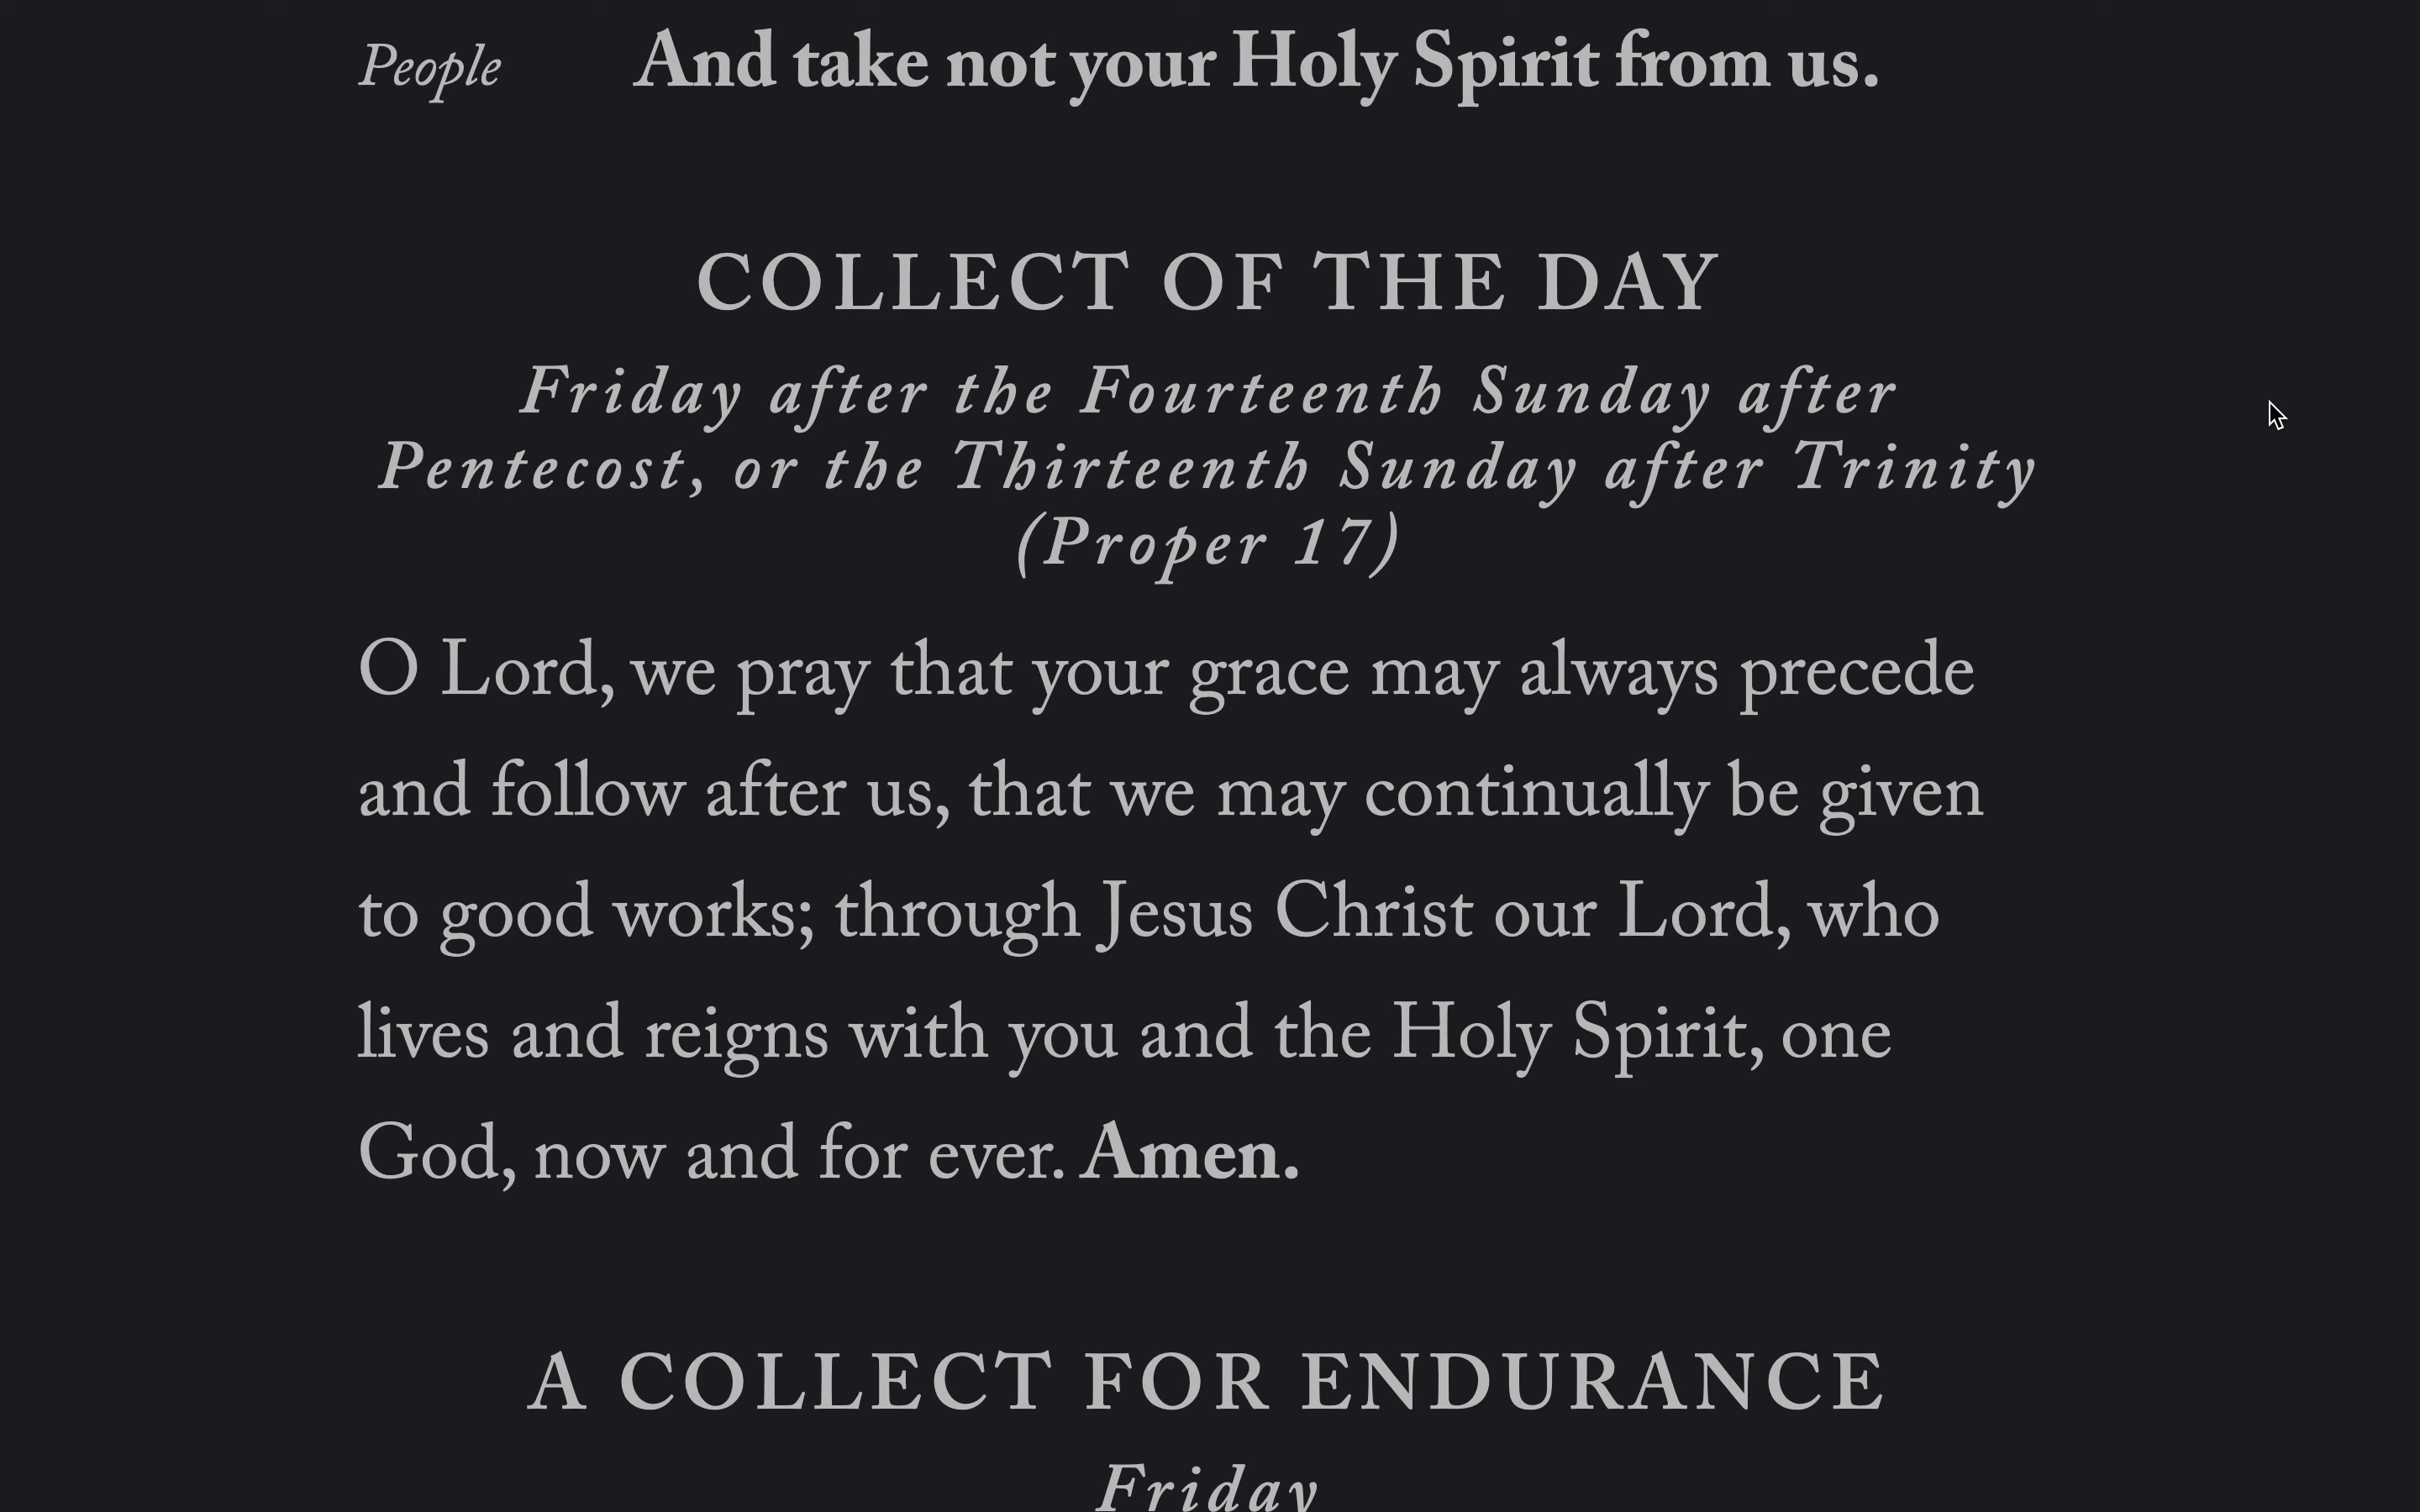 People And take not your Holy Spirit from us.
COLLECT OF THE DAY
Friday after the Fourteenth Sunday after
Pentecost, or the Thirteenth Sunday after Trinity
(Proper 17)
O Lord, we pray that your grace may always precede
and follow after us, that we may continually be given
to good works; through Jesus Christ our Lord, who
lives and reigns with you and the Holy Spirit, one
God, now and for ever. Amen.
A COLLECT FOR ENDURANCE
Friday